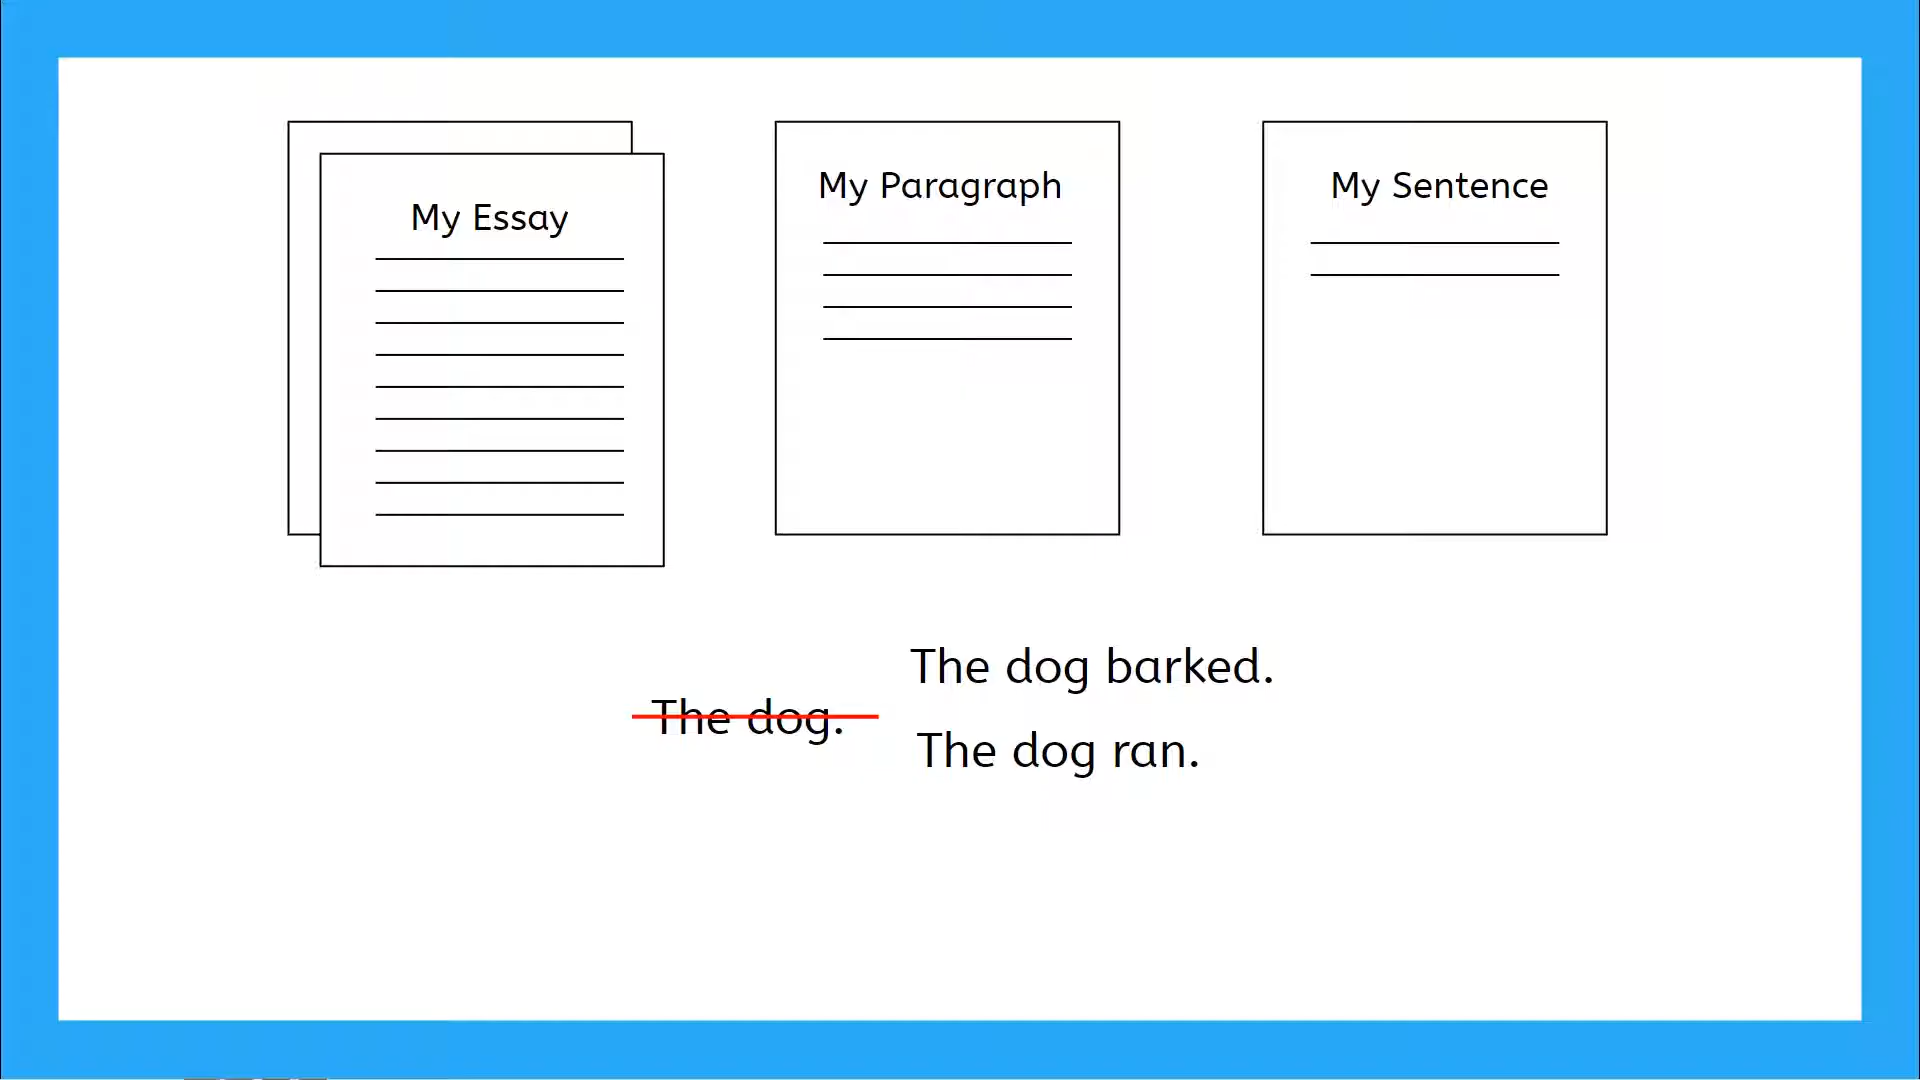 My Essay
My Paragraph
My Sentence
The dog.
The dog barked.
The dog ran.